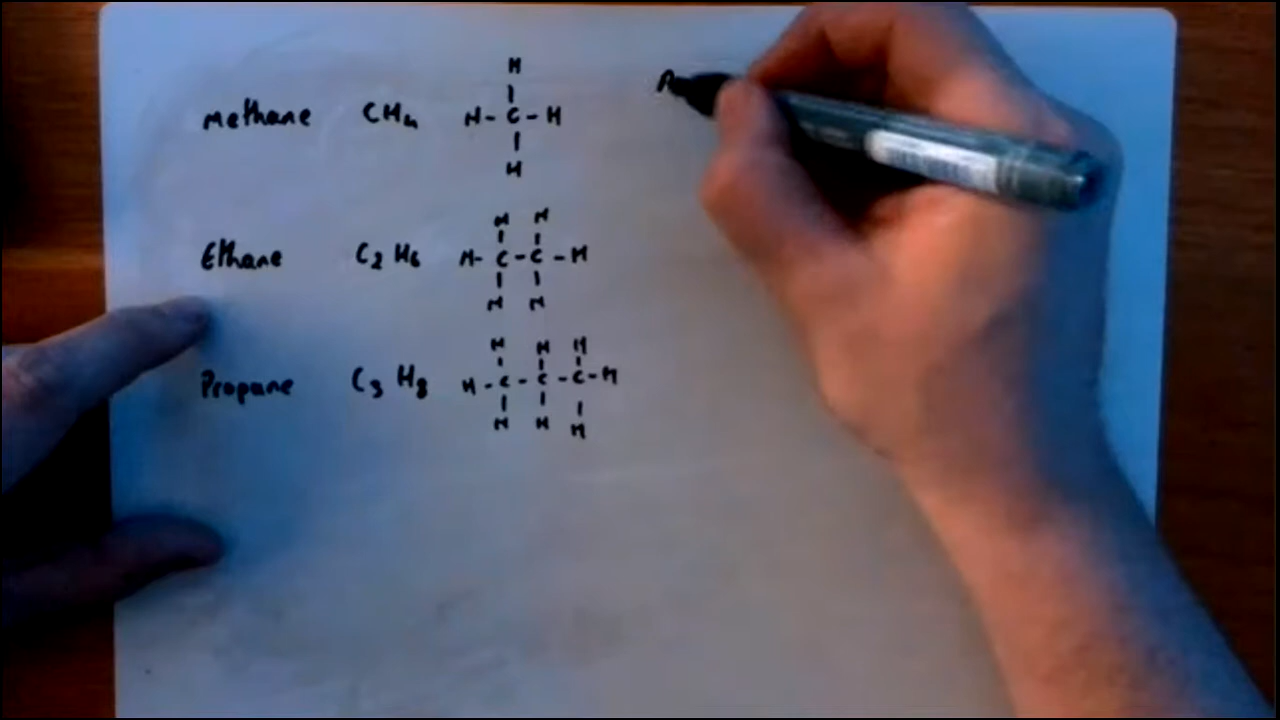 H
methane CH₄ H-C-H
H
H H
Ethane C₂H₆ H-C-C-H
H H
H H H
Propane C₃H₈ H-C-C-C-H
H H H